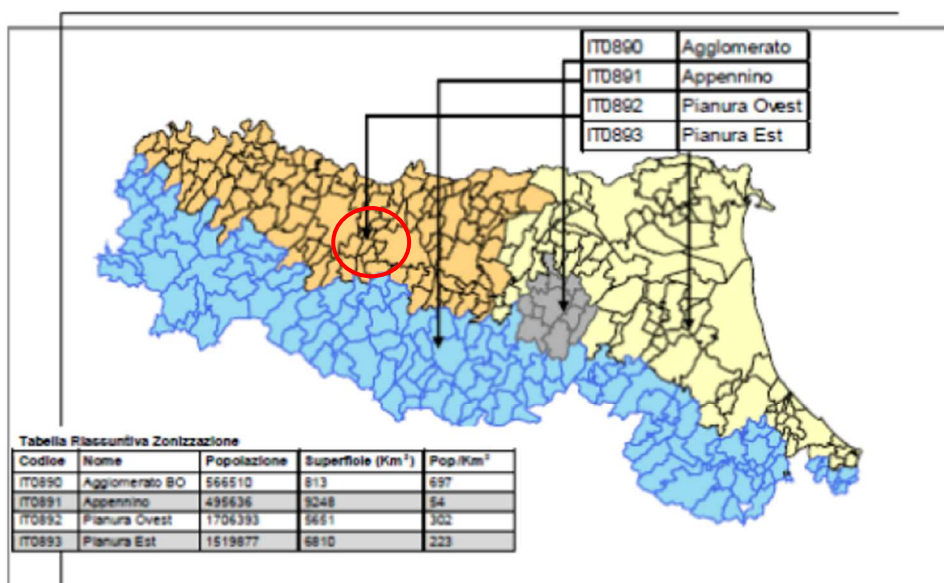 IT0890 Agglomerato
IT0891 Appennino
IT0892 Pianura Ovest
IT0893 Pianura Est
Tabella Riassuntiva Zonizzazione
Codice Nome Popolazione Superficie (Km²) Pop/Km²
IT0890 Agglomerato BO 566510 813 697
IT0891 Appennino 495636 9248 54
IT0892 Pianura Ovest 1706393 5651 302
IT0893 Pianura Est 1519877 6810 223